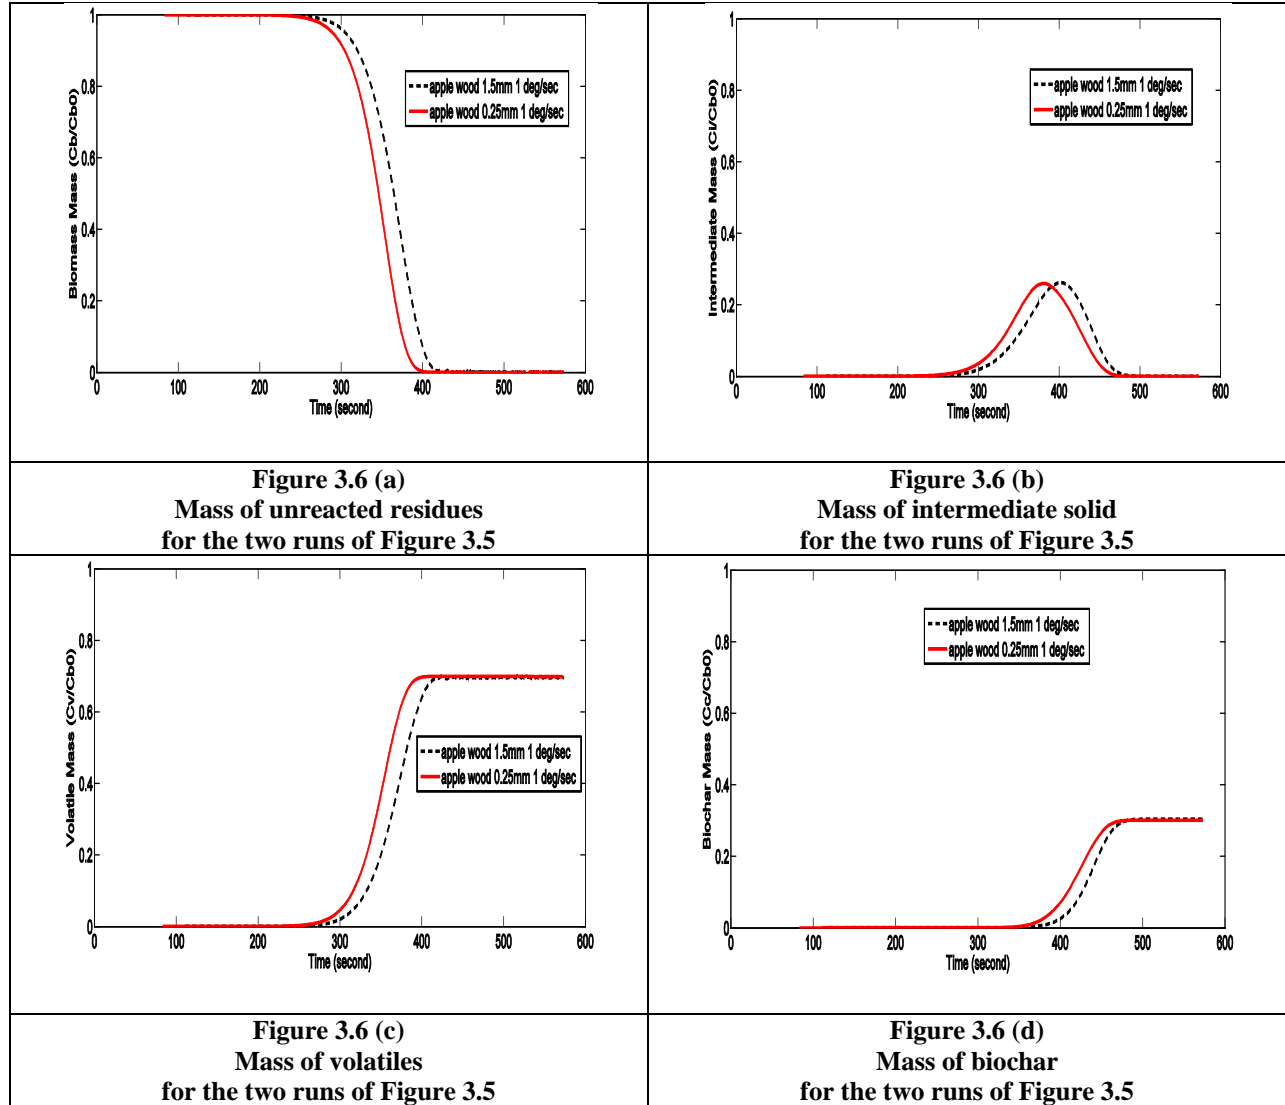 Biomass Mass (Cb/Cb0)
1
0.8
0.6
0.4
0.2
0
0 100 200 300 400 500 600
Time (second)
apple wood 1.5mm 1 deg/sec
apple wood 0.25mm 1 deg/sec
Intermediate Mass (Ci/Cb0)
1
0.8
0.6
0.4
0.2
0
0 100 200 300 400 500 600
Time (second)
apple wood 1.5mm 1 deg/sec
apple wood 0.25mm 1 deg/sec
Figure 3.6 (a)
Mass of unreacted residues
for the two runs of Figure 3.5
Figure 3.6 (b)
Mass of intermediate solid
for the two runs of Figure 3.5
Volatile Mass (Cv/Cb0)
1
0.8
0.6
0.4
0.2
0
0 100 200 300 400 500 600
Time (second)
apple wood 1.5mm 1 deg/sec
apple wood 0.25mm 1 deg/sec
Biochar Mass (Cc/Cb0)
1
0.8
0.6
0.4
0.2
0
0 100 200 300 400 500 600
Time (second)
apple wood 1.5mm 1 deg/sec
apple wood 0.25mm 1 deg/sec
Figure 3.6 (c)
Mass of volatiles
for the two runs of Figure 3.5
Figure 3.6 (d)
Mass of biochar
for the two runs of Figure 3.5